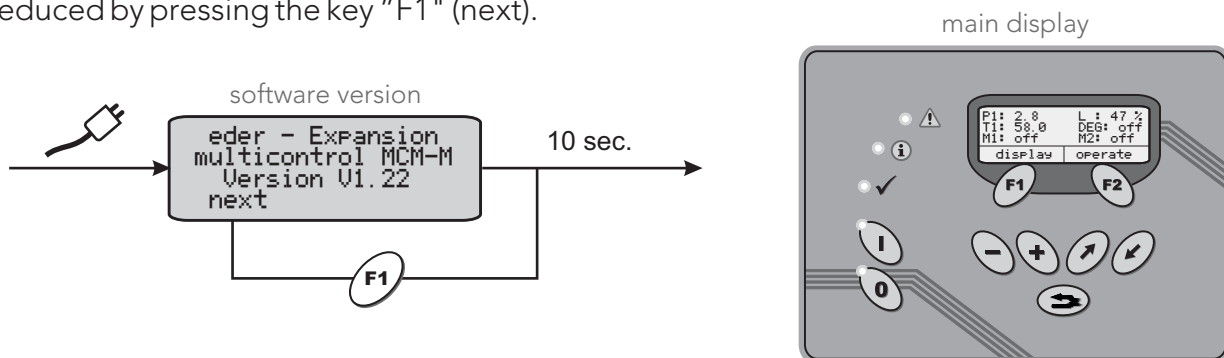 educed by pressing the key "F1" (next).
main display
software version
eder - Expansion
multicontrol MCM-M
Version V1.22
next
10 sec.
F1
P1: 2.8 L : 47 %
T1: 58.0 DEG: off
M1: off M2: off
display operate
F1 F2
I
- +
0